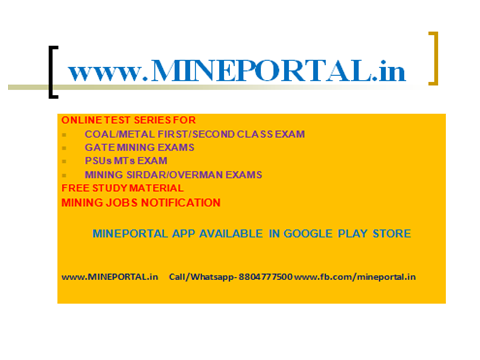 www.MINEPORTAL.in
ONLINE TEST SERIES FOR
COAL/METAL FIRST/SECOND CLASS EXAM
GATE MINING EXAMS
PSUs MTs EXAM
MINING SIRDAR/OVERMAN EXAMS
FREE STUDY MATERIAL
MINING JOBS NOTIFICATION
MINEPORTAL APP AVAILABLE IN GOOGLE PLAY STORE
www.MINEPORTAL.in Call/Whatsapp- 8804777500 www.fb.com/mineportal.in